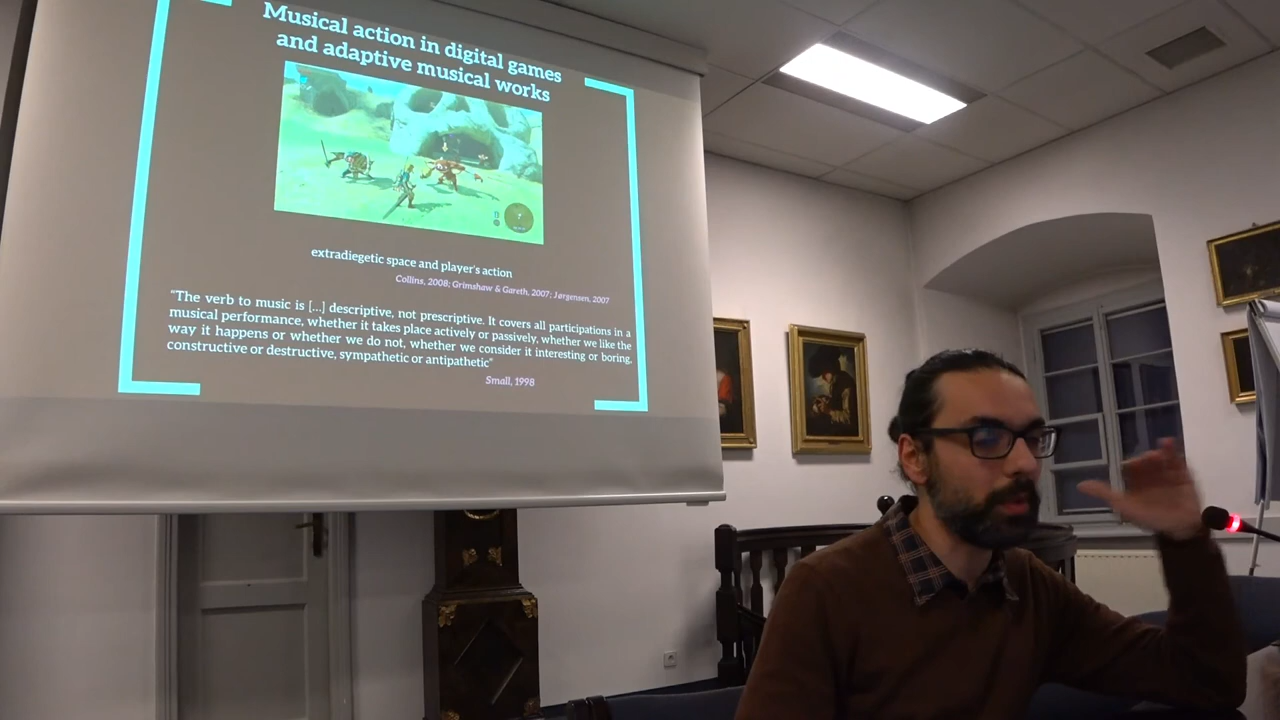 Musical action in digital games
and adaptive musical works
extradiegetic space and player's action
Collins, 2008; Grimshaw & Gareth, 2007; Jørgensen, 2007
"The verb to music is [...] descriptive, not prescriptive. It covers all participations in a
musical performance, whether it takes place actively or passively, whether we like the
way it happens or whether we do not, whether we consider it interesting or boring,
constructive or destructive, sympathetic or antipathetic"
Small, 1998